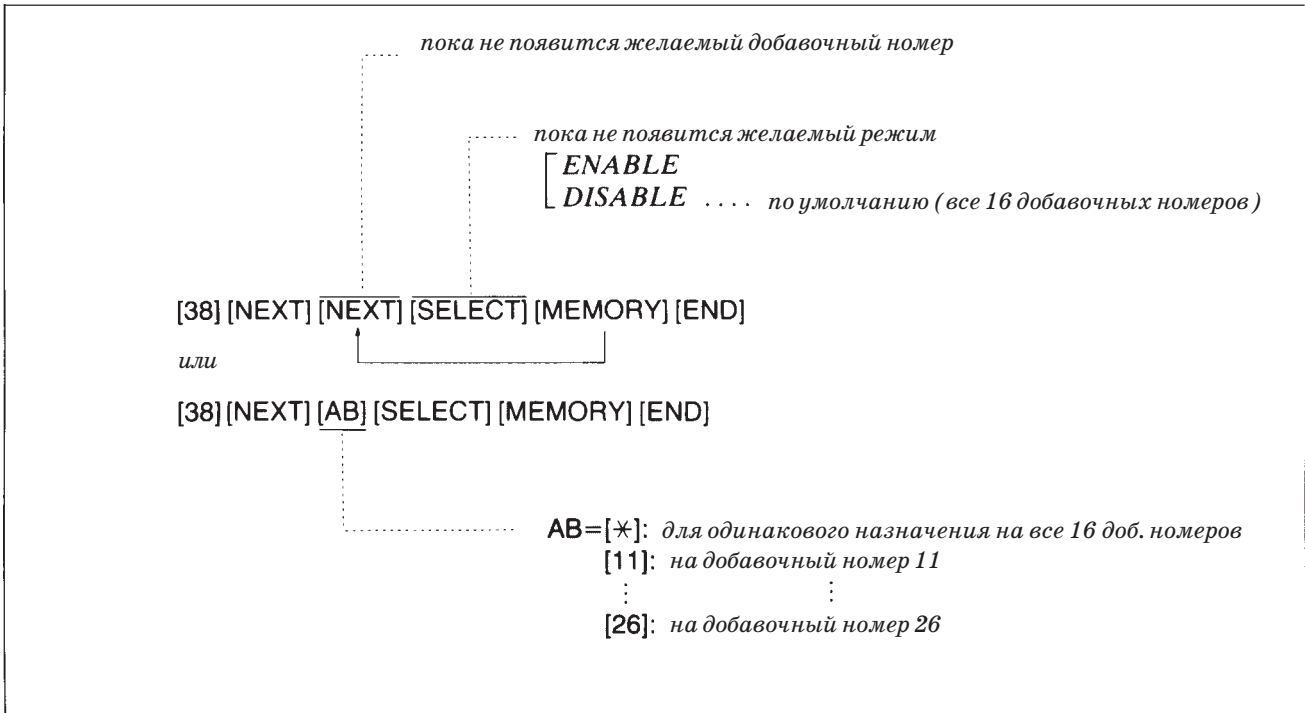 пока не появится желаемый добавочный номер
пока не появится желаемый режим
ENABLE
DISABLE .... по умолчанию (все 16 добавочных номеров)
[38] [NEXT] [NEXT] [SELECT] [MEMORY] [END]
или
[38] [NEXT] [AB] [SELECT] [MEMORY] [END]
AB=[✳]: для одинакового назначения на все 16 доб. номеров
[11]: на добавочный номер 11
⋮ ⋮
[26]: на добавочный номер 26